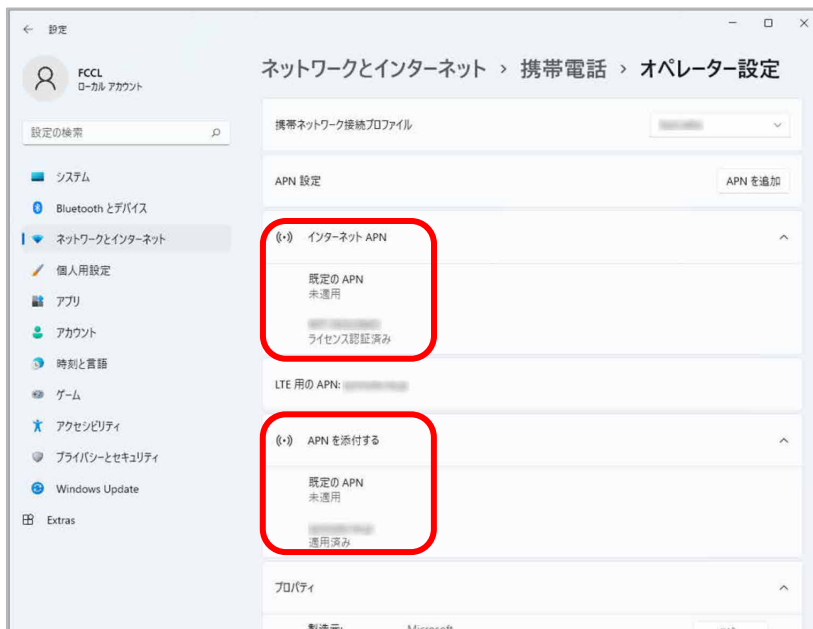 ← 設定
FCCL
ローカル アカウント
設定の検索
システム
Bluetooth とデバイス
ネットワークとインターネット
個人用設定
アプリ
アカウント
時刻と言語
ゲーム
アクセシビリティ
プライバシーとセキュリティ
Windows Update
Extras
ネットワークとインターネット › 携帯電話 › オペレーター設定
携帯ネットワーク接続プロファイル
APN 設定
APN を追加
インターネット APN
既定の APN
未適用
ライセンス認証済み
LTE 用の APN:
APN を添付する
既定の APN
未適用
適用済み
プロパティ
製造元: Microsoft